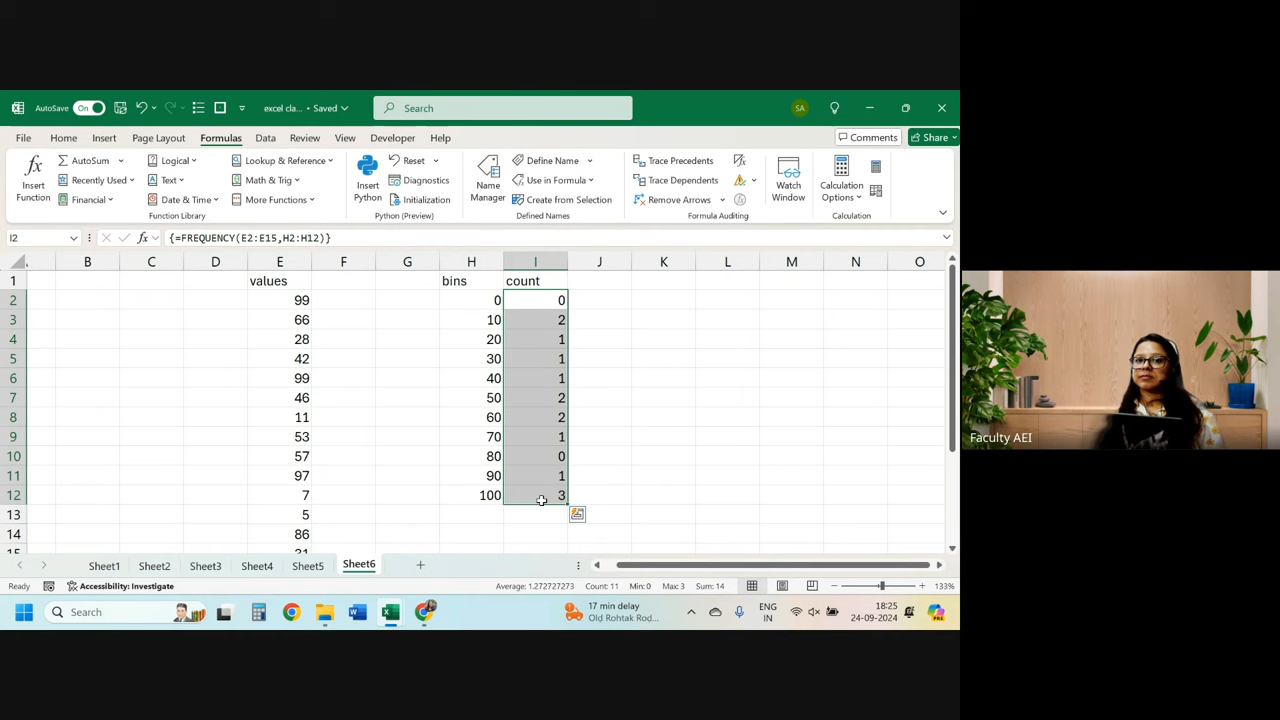 AutoSave On excel cla... • Saved Search SA
File Home Insert Page Layout Formulas Data Review View Developer Help Comments Share
Insert Function AutoSum Recently Used Financial Logical Text Date & Time Lookup & Reference Math & Trig More Functions Function Library
Insert Python Reset Diagnostics Initialization Python (Preview)
Name Manager Define Name Use in Formula Create from Selection Defined Names
Trace Precedents Trace Dependents Remove Arrows Formula Auditing Watch Window
Calculation Options Calculation
I2 fx {=FREQUENCY(E2:E15,H2:H12)}
B C D E F G H I J K L M N O
1 values bins count
2 99 0 0
3 66 10 2
4 28 20 1
5 42 30 1
6 99 40 1
7 46 50 2
8 11 60 2
9 53 70 1
10 57 80 0
11 97 90 1
12 7 100 3
13 5
14 86
15 31
Sheet1 Sheet2 Sheet3 Sheet4 Sheet5 Sheet6
Ready Accessibility: Investigate Average: 1.272727273 Count: 11 Min: 0 Max: 3 Sum: 14 133%
Search 17 min delay Old Rohtak Roa... ENG IN 18:25 24-09-2024
Faculty AEI